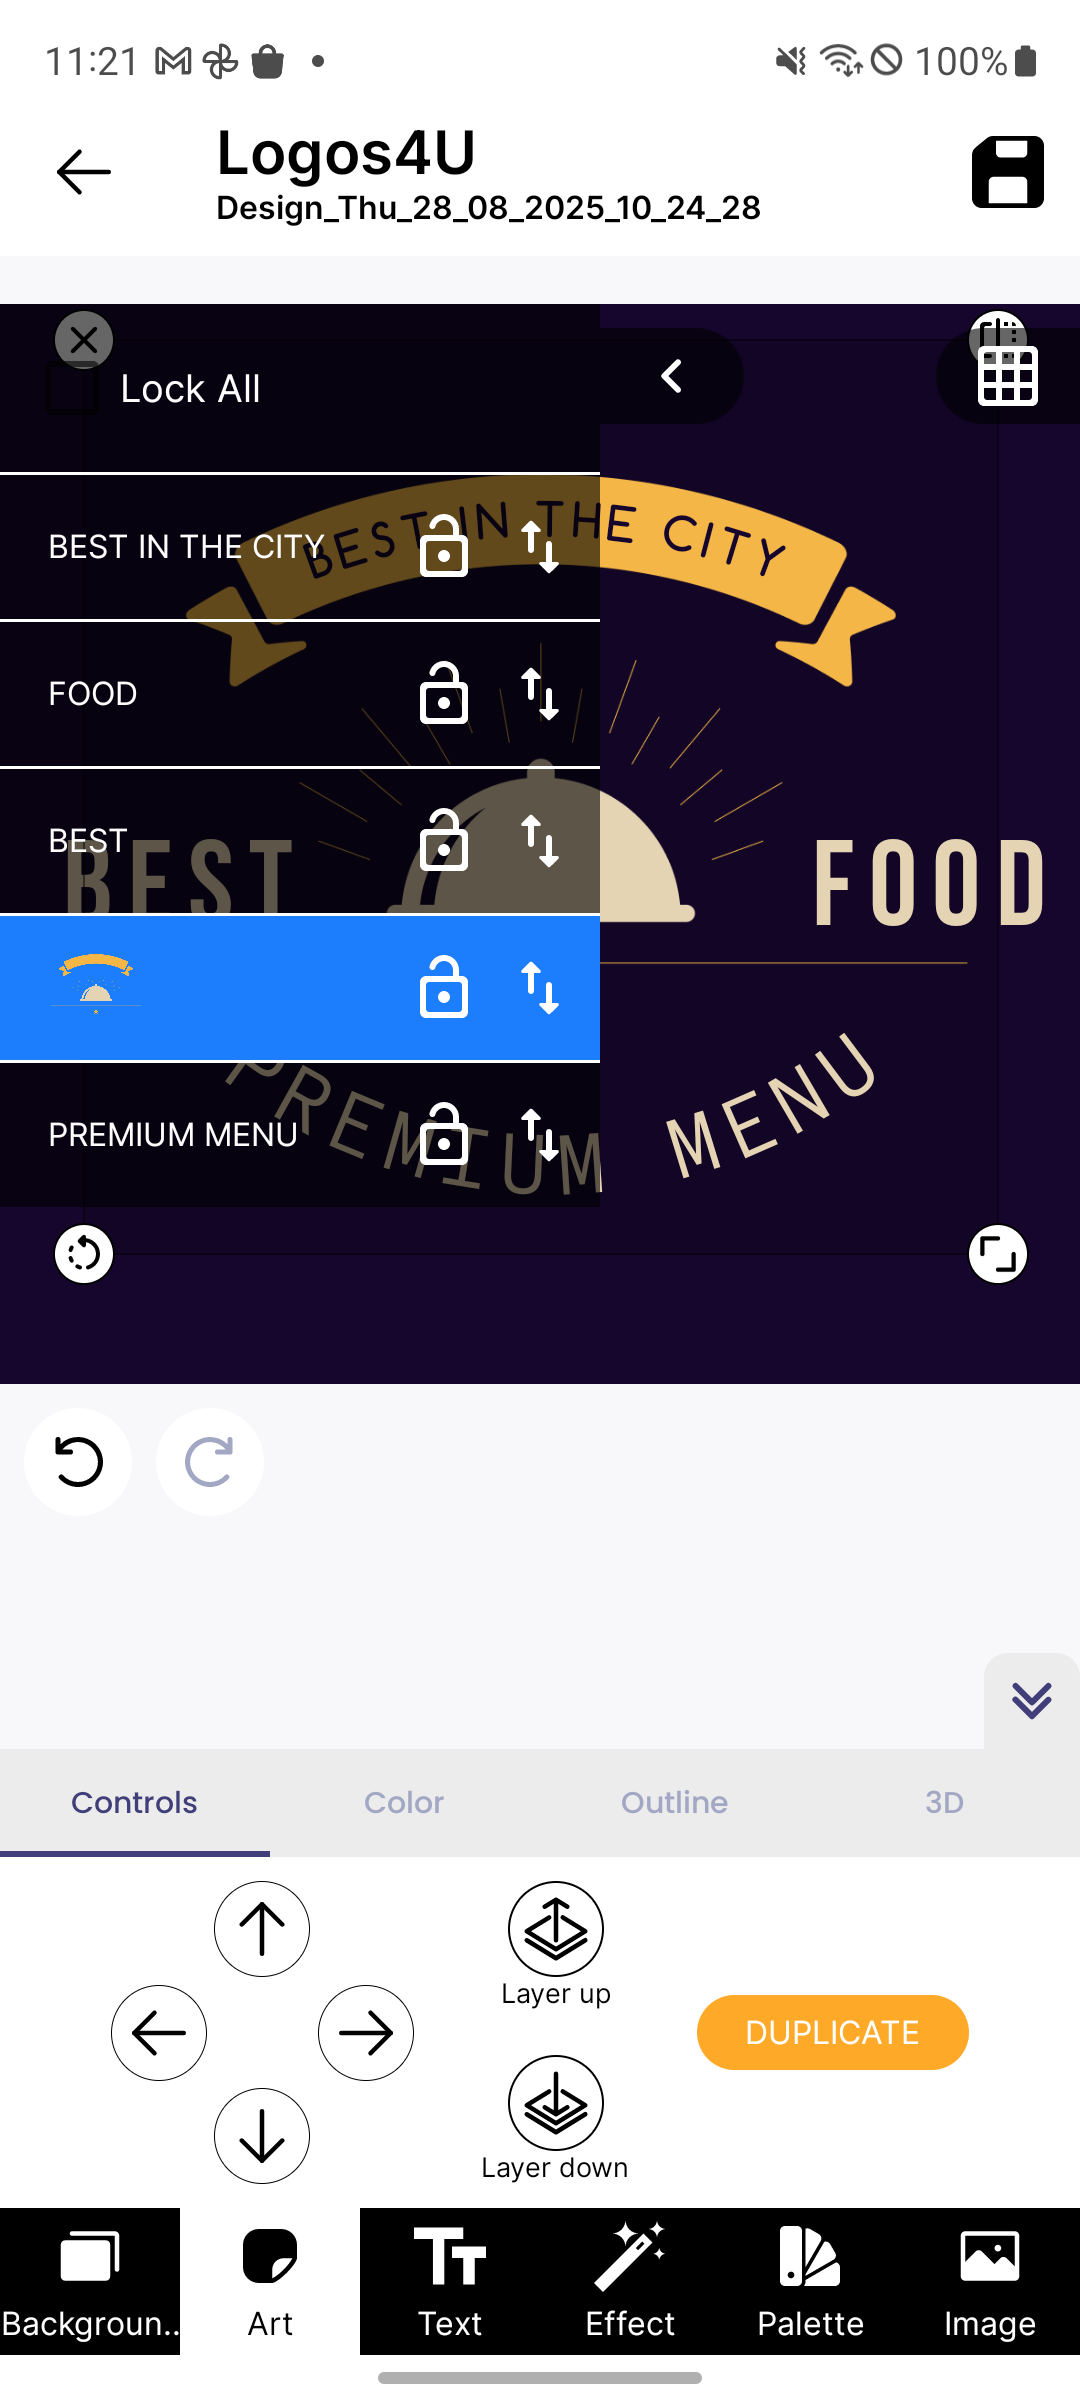 11:21
100%
Logos4U
Design_Thu_28_08_2025_10_24_28
Lock All
BEST IN THE CITY
BEST IN THE CITY
FOOD
BEST
BEST
FOOD
PREMIUM MENU
PREMIUM MENU
Controls
Color
Outline
3D
Layer up
DUPLICATE
Layer down
Backgroun..
Art
Text
Effect
Palette
Image